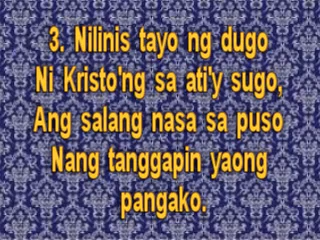 3. Nilinis tayo ng dugo
Ni Kristo'ng sa ati'y sugo,
Ang salang nasa sa puso
Nang tanggapin yaong
pangako.